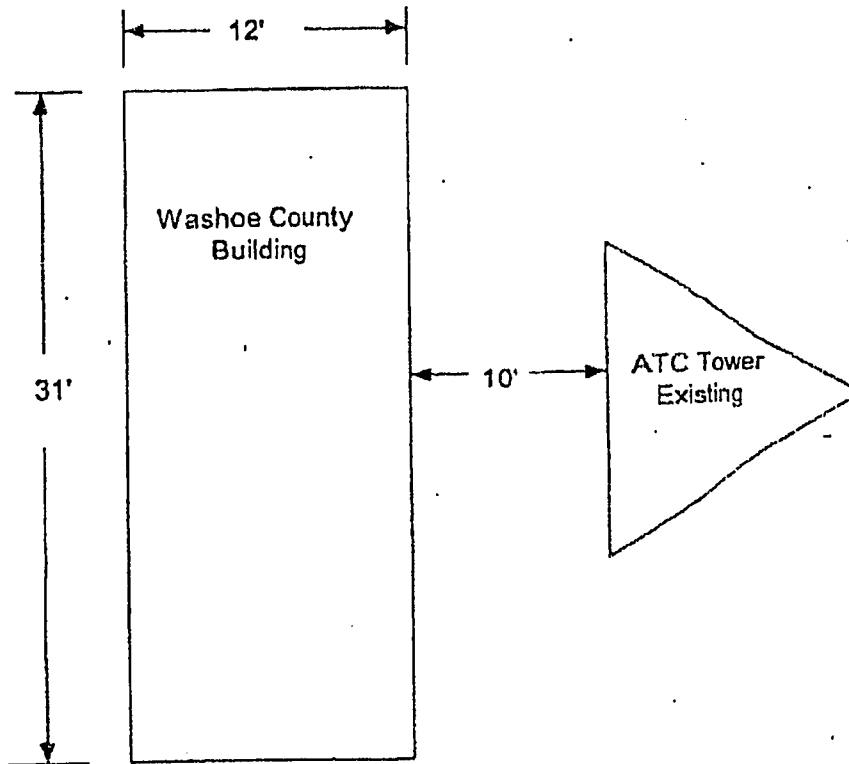 12'
Washoe County
Building
31'
10'
ATC Tower
Existing